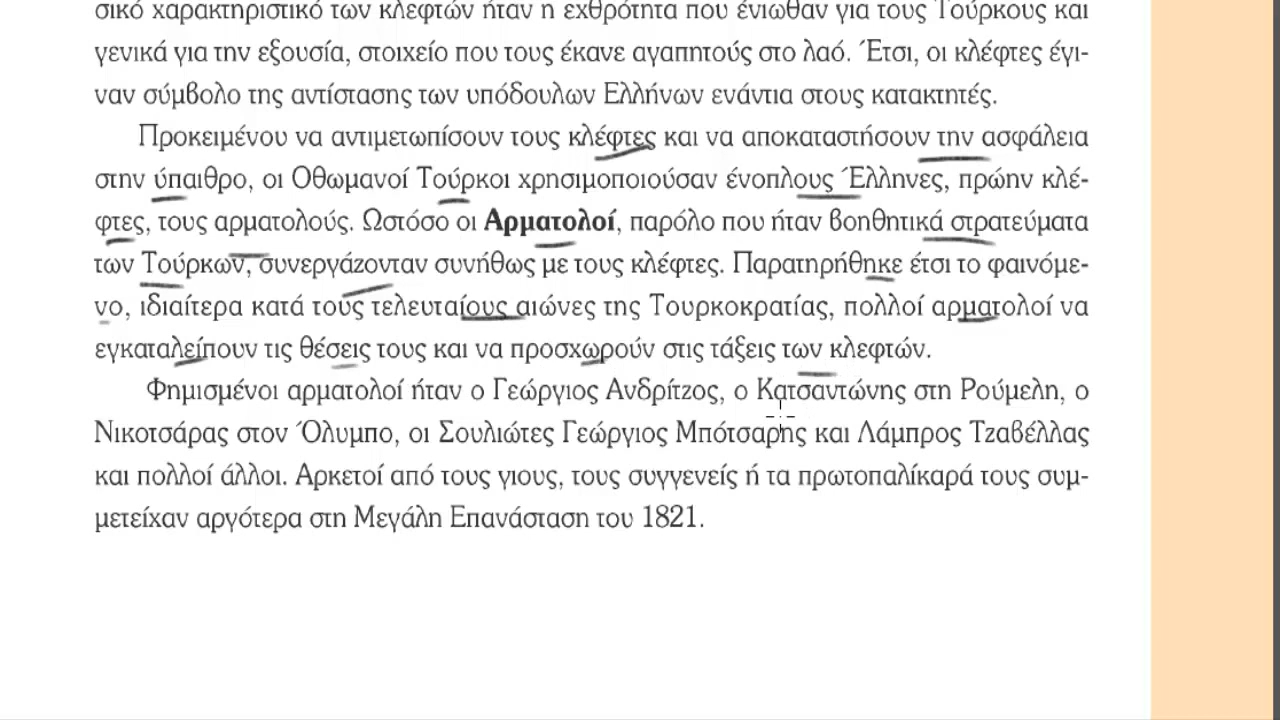 σικό χαρακτηριστικό των κλεφτών ήταν η εχθρότητα που ένιωθαν για τους Τούρκους και
γενικά για την εξουσία, στοιχείο που τους έκανε αγαπητούς στο λαό. Έτσι, οι κλέφτες έγι-
ναν σύμβολο της αντίστασης των υπόδουλων Ελλήνων ενάντια στους κατακτητές.
Προκειμένου να αντιμετωπίσουν τους κλέφτες και να αποκαταστήσουν την ασφάλεια
στην ύπαιθρο, οι Οθωμανοί Τούρκοι χρησιμοποιούσαν ένοπλους Έλληνες, πρώην κλέ-
φτες, τους αρματολούς. Ωστόσο οι Αρματολοί, παρόλο που ήταν βοηθητικά στρατεύματα
των Τούρκων, συνεργάζονταν συνήθως με τους κλέφτες. Παρατηρήθηκε έτσι το φαινόμε-
νο, ιδιαίτερα κατά τους τελευταίους αιώνες της Τουρκοκρατίας, πολλοί αρματολοί να
εγκαταλείπουν τις θέσεις τους και να προσχωρούν στις τάξεις των κλεφτών.
Φημισμένοι αρματολοί ήταν ο Γεώργιος Ανδρίτζος, ο Κατσαντώνης στη Ρούμελη, ο
Νικοτσάρας στον Όλυμπο, οι Σουλιώτες Γεώργιος Μπότσαρης και Λάμπρος Τζαβέλλας
και πολλοί άλλοι. Αρκετοί από τους γιους, τους συγγενείς ή τα πρωτοπαλίκαρά τους συμ-
μετείχαν αργότερα στη Μεγάλη Επανάσταση του 1821.